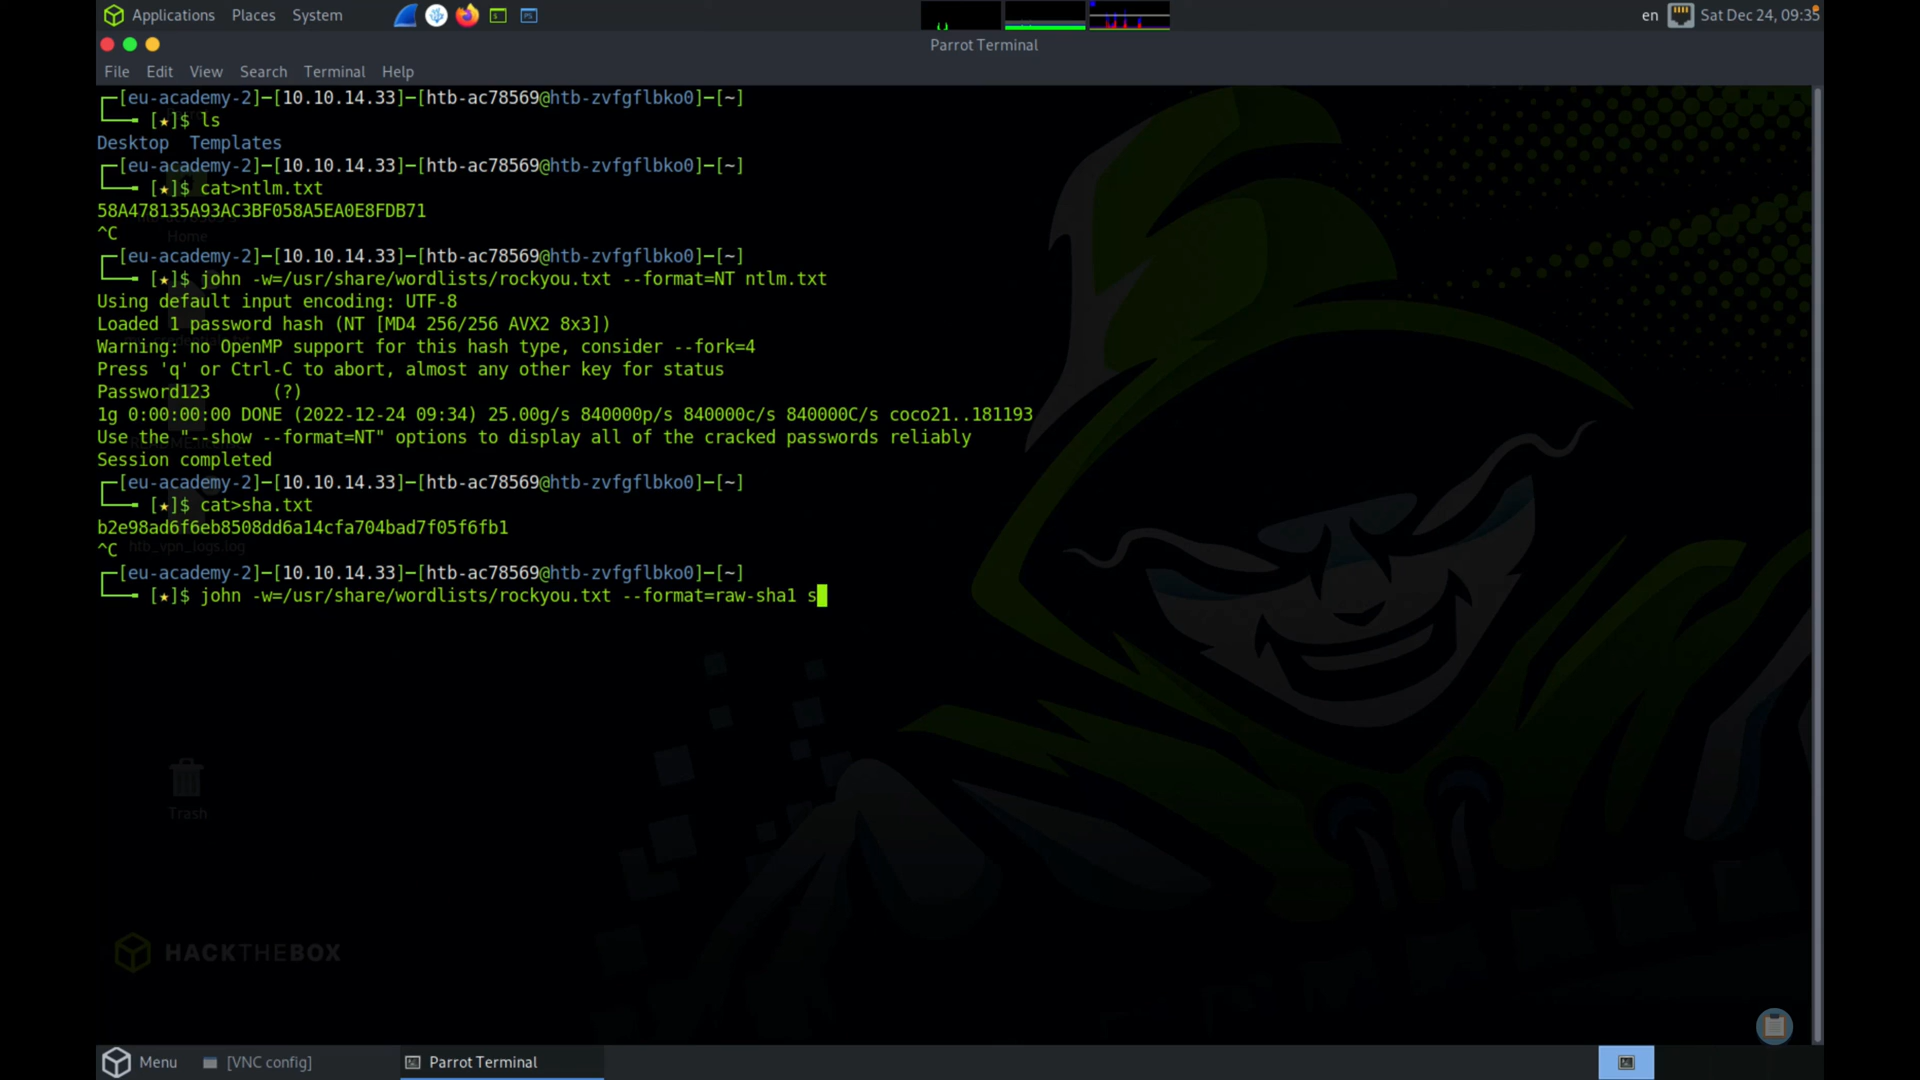 Applications Places System
en Sat Dec 24, 09:35
Parrot Terminal
File Edit View Search Terminal Help
┌─[eu-academy-2]─[10.10.14.33]─[htb-ac78569@htb-zvfgflbko0]─[~]
└──╼ [★]$ ls
Desktop Templates
┌─[eu-academy-2]─[10.10.14.33]─[htb-ac78569@htb-zvfgflbko0]─[~]
└──╼ [★]$ cat>ntlm.txt
58A478135A93AC3BF058A5EA0E8FDB71
Home
^C
┌─[eu-academy-2]─[10.10.14.33]─[htb-ac78569@htb-zvfgflbko0]─[~]
└──╼ [★]$ john -w=/usr/share/wordlists/rockyou.txt --format=NT ntlm.txt
Using default input encoding: UTF-8
Loaded 1 password hash (NT [MD4 256/256 AVX2 8x3])
Warning: no OpenMP support for this hash type, consider --fork=4
Press 'q' or Ctrl-C to abort, almost any other key for status
Password123 (?)
1g 0:00:00:00 DONE (2022-12-24 09:34) 25.00g/s 840000p/s 840000c/s 840000C/s coco21..181193
Use the "--show --format=NT" options to display all of the cracked passwords reliably
Session completed
┌─[eu-academy-2]─[10.10.14.33]─[htb-ac78569@htb-zvfgflbko0]─[~]
└──╼ [★]$ cat>sha.txt
b2e98ad6f6eb8508dd6a14cfa704bad7f05f6fb1
^C htb_vpn_logs.log
┌─[eu-academy-2]─[10.10.14.33]─[htb-ac78569@htb-zvfgflbko0]─[~]
└──╼ [★]$ john -w=/usr/share/wordlists/rockyou.txt --format=raw-sha1 s
Trash
HACKTHEBOX
Menu [VNC config] Parrot Terminal